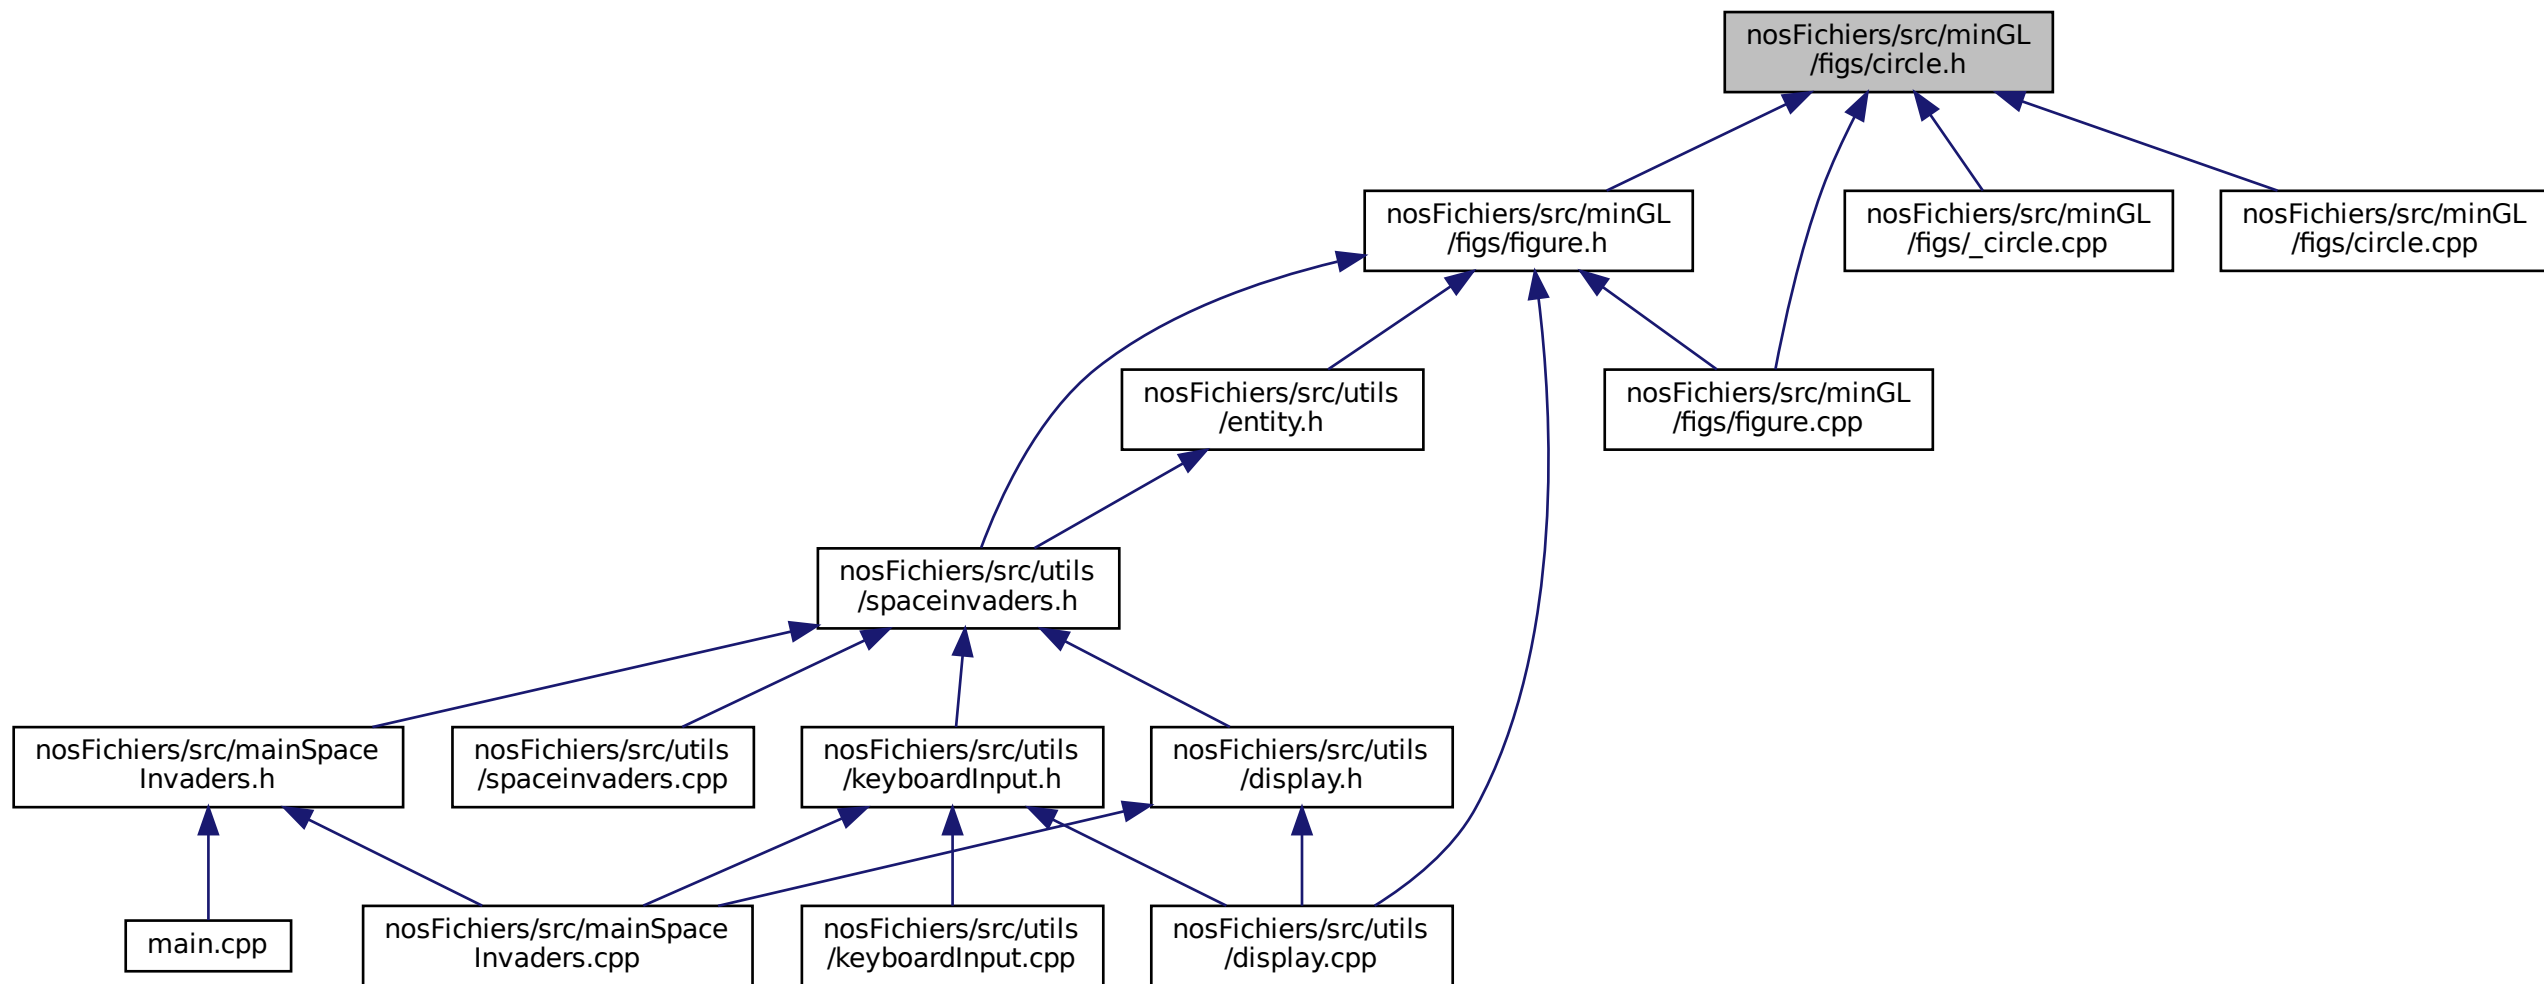 nosFichiers/src/minGL
/figs/circle.h
nosFichiers/src/minGL
/figs/figure.h
nosFichiers/src/minGL
/figs/_circle.cpp
nosFichiers/src/minGL
/figs/circle.cpp
nosFichiers/src/utils
/entity.h
nosFichiers/src/minGL
/figs/figure.cpp
nosFichiers/src/utils
/spaceinvaders.h
nosFichiers/src/mainSpace
Invaders.h
nosFichiers/src/utils
/spaceinvaders.cpp
nosFichiers/src/utils
/keyboardInput.h
nosFichiers/src/utils
/display.h
main.cpp
nosFichiers/src/mainSpace
Invaders.cpp
nosFichiers/src/utils
/keyboardInput.cpp
nosFichiers/src/utils
/display.cpp